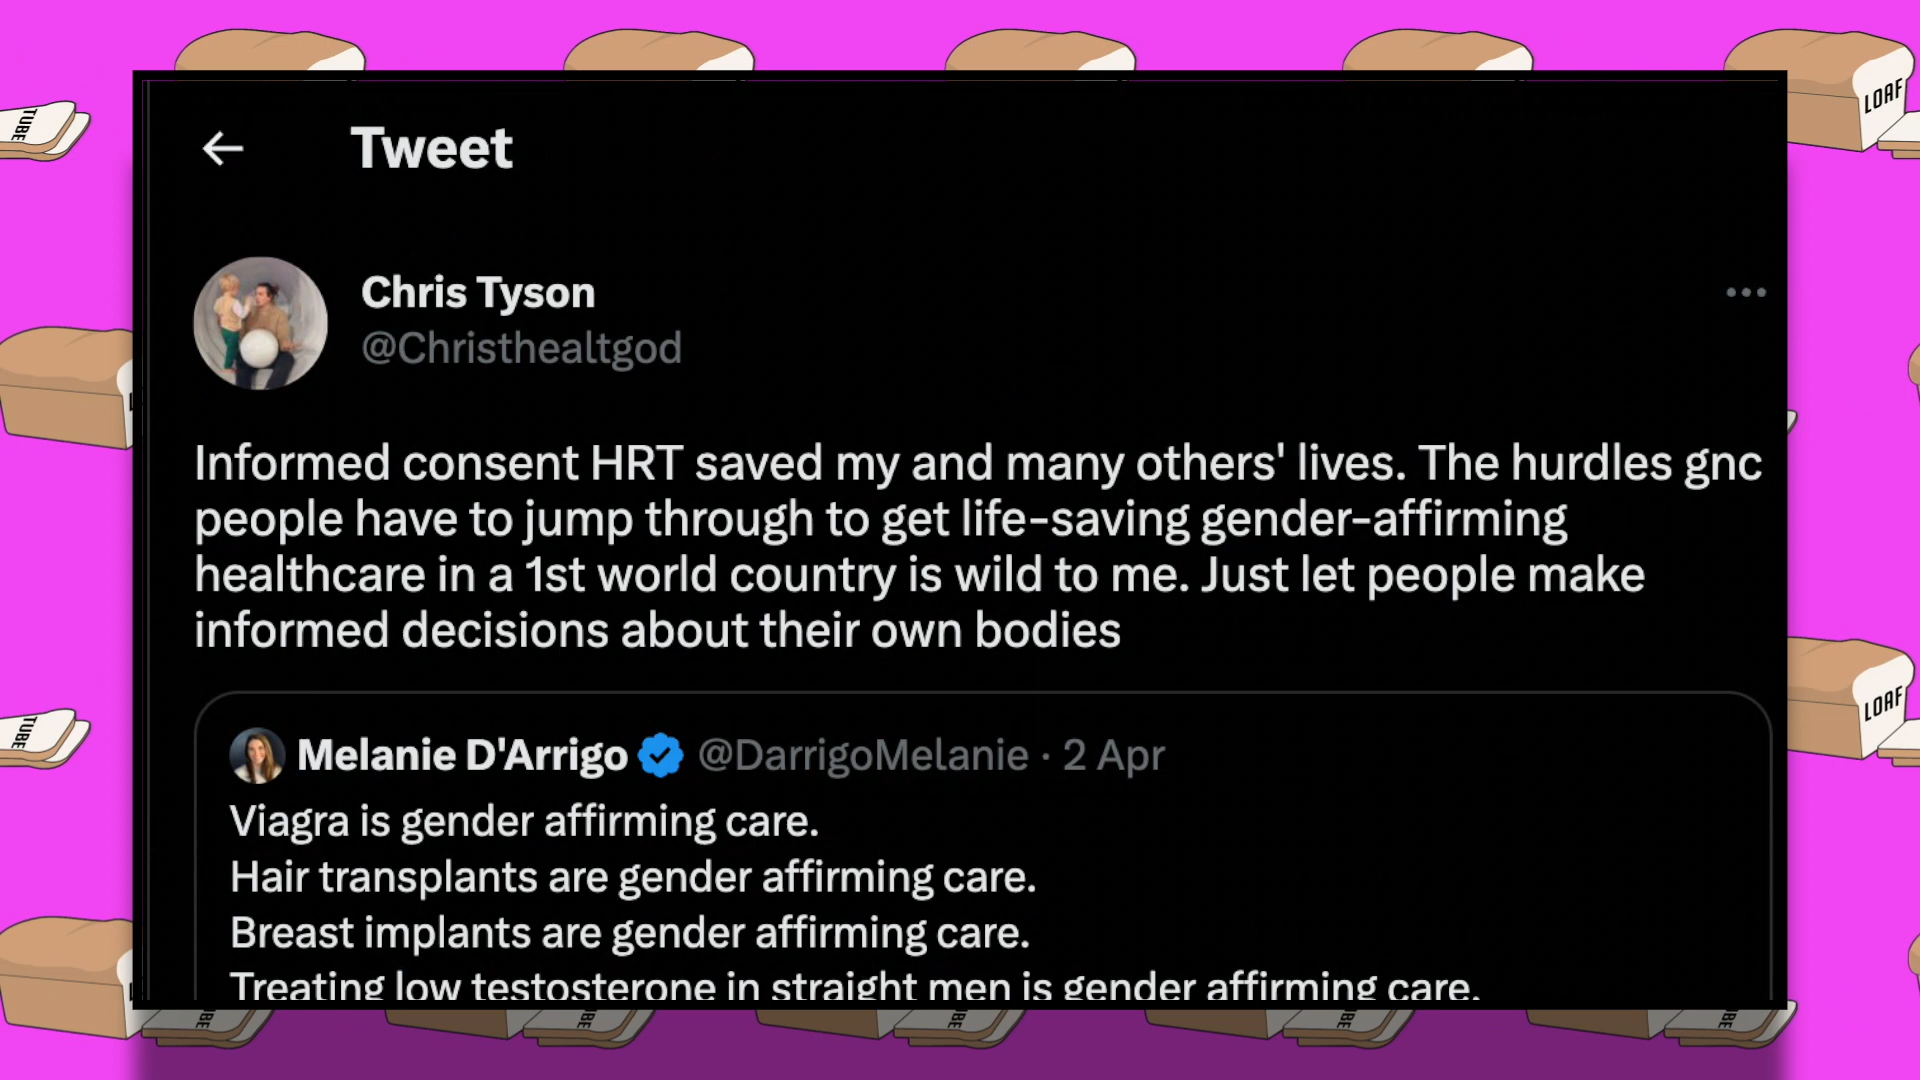 LOAF
TUBE
Tweet
Chris Tyson
@Christhealtgod
Informed consent HRT saved my and many others' lives. The hurdles gnc
people have to jump through to get life-saving gender-affirming
healthcare in a 1st world country is wild to me. Just let people make
informed decisions about their own bodies
Melanie D'Arrigo @DarrigoMelanie · 2 Apr
Viagra is gender affirming care.
Hair transplants are gender affirming care.
Breast implants are gender affirming care.
Treating low testosterone in straight men is gender affirming care.
LOAF
TUBE